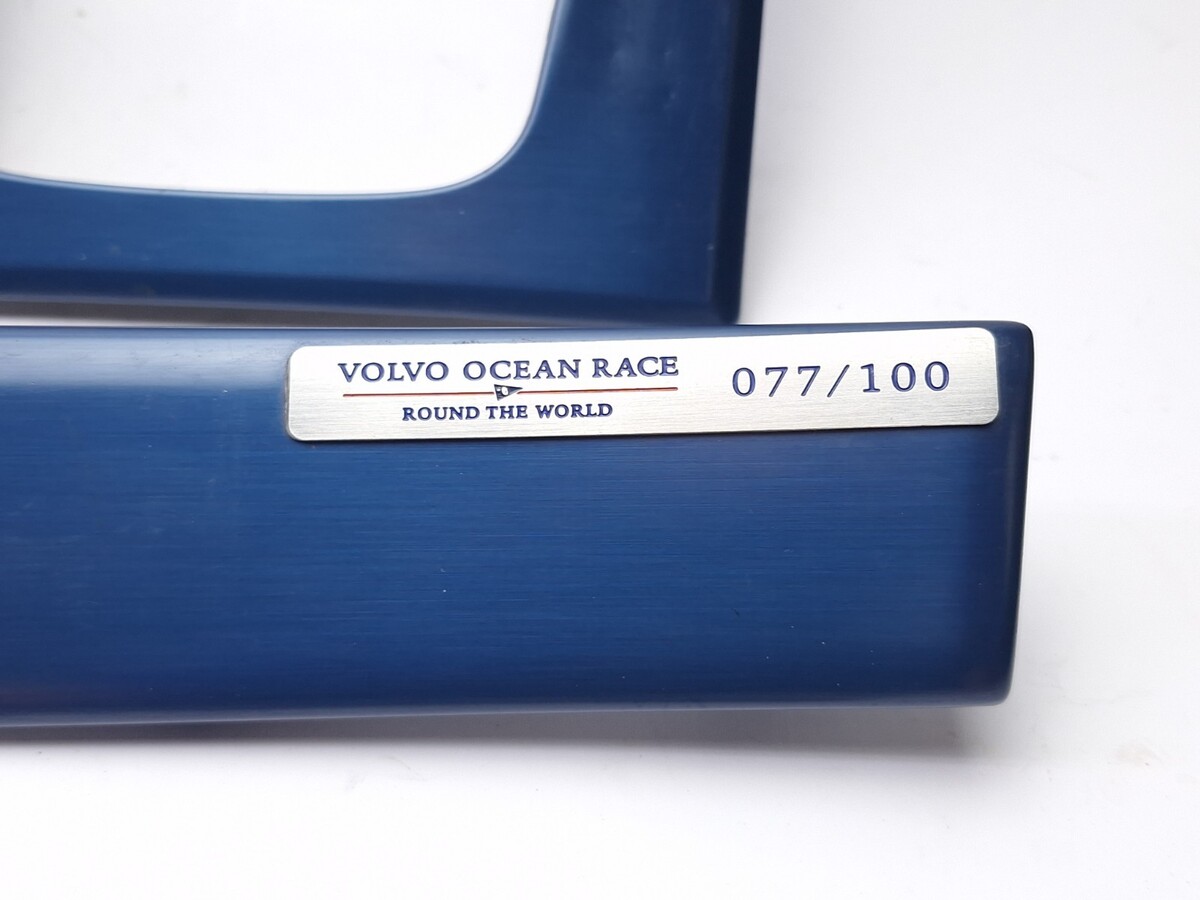 VOLVO OCEAN RACE
ROUND THE WORLD
077/100